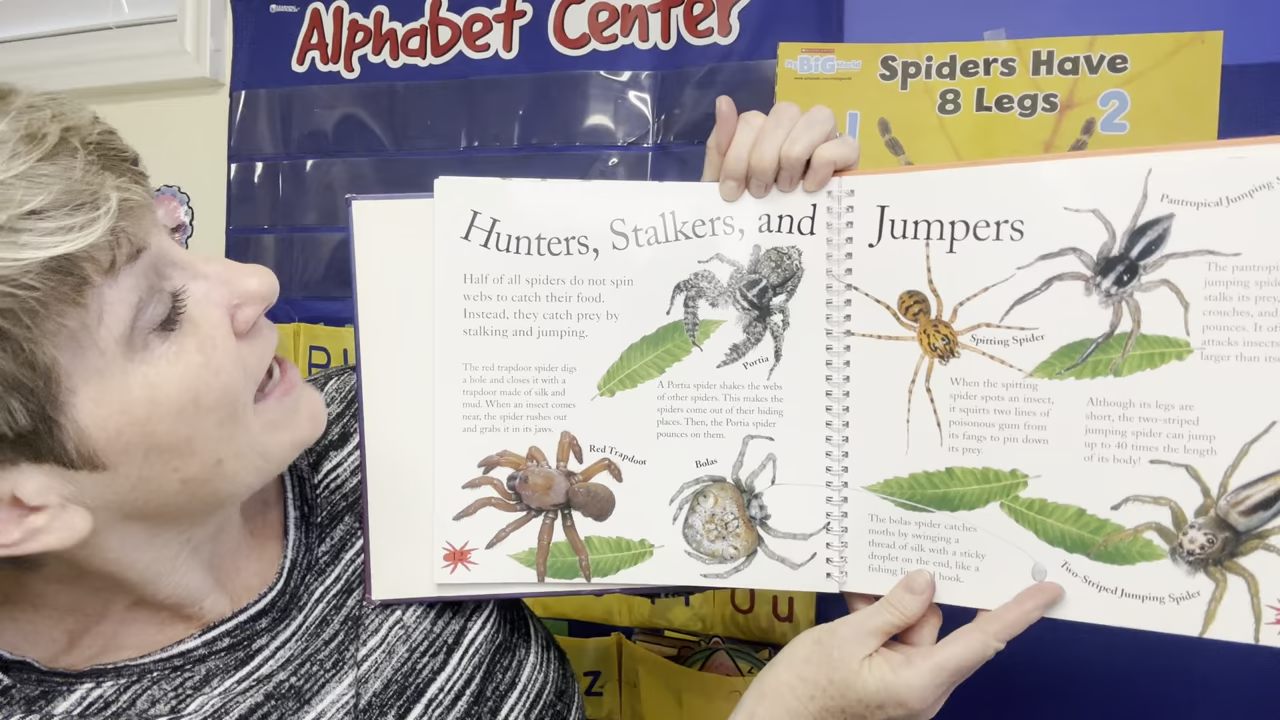 Alphabet Center
My BiG World
Spiders Have
8 Legs 2
Hunters, Stalkers, and Jumpers
Half of all spiders do not spin
webs to catch their food.
Instead, they catch prey by
stalking and jumping.
Portia
The red trapdoor spider digs
a hole and closes it with a
trapdoor made of silk and
mud. When an insect comes
near, the spider rushes out
and grabs it in its jaws.
A Portia spider shakes the webs
of other spiders. This makes the
spiders come out of their hiding
places. Then, the Portia spider
pounces on them.
Red Trapdoor
Bolas
Pantropical Jumping
The
jumping
stalks its prey
crouches, and
pounces. It
attacks insect
larger than
Spitting Spider
When the spitting
spider spots an insect,
it squirts two lines of
poisonous gum from
its fangs to pin down
its prey.
Although its legs are
short, the two-striped
jumping spider can jump
up to 40 times the length
of its body!
The bolas spider catches
moths by swinging a
thread of silk with a sticky
droplet on the end, like a
fishing hook.
Two-Striped Jumping Spider
P
U u
z